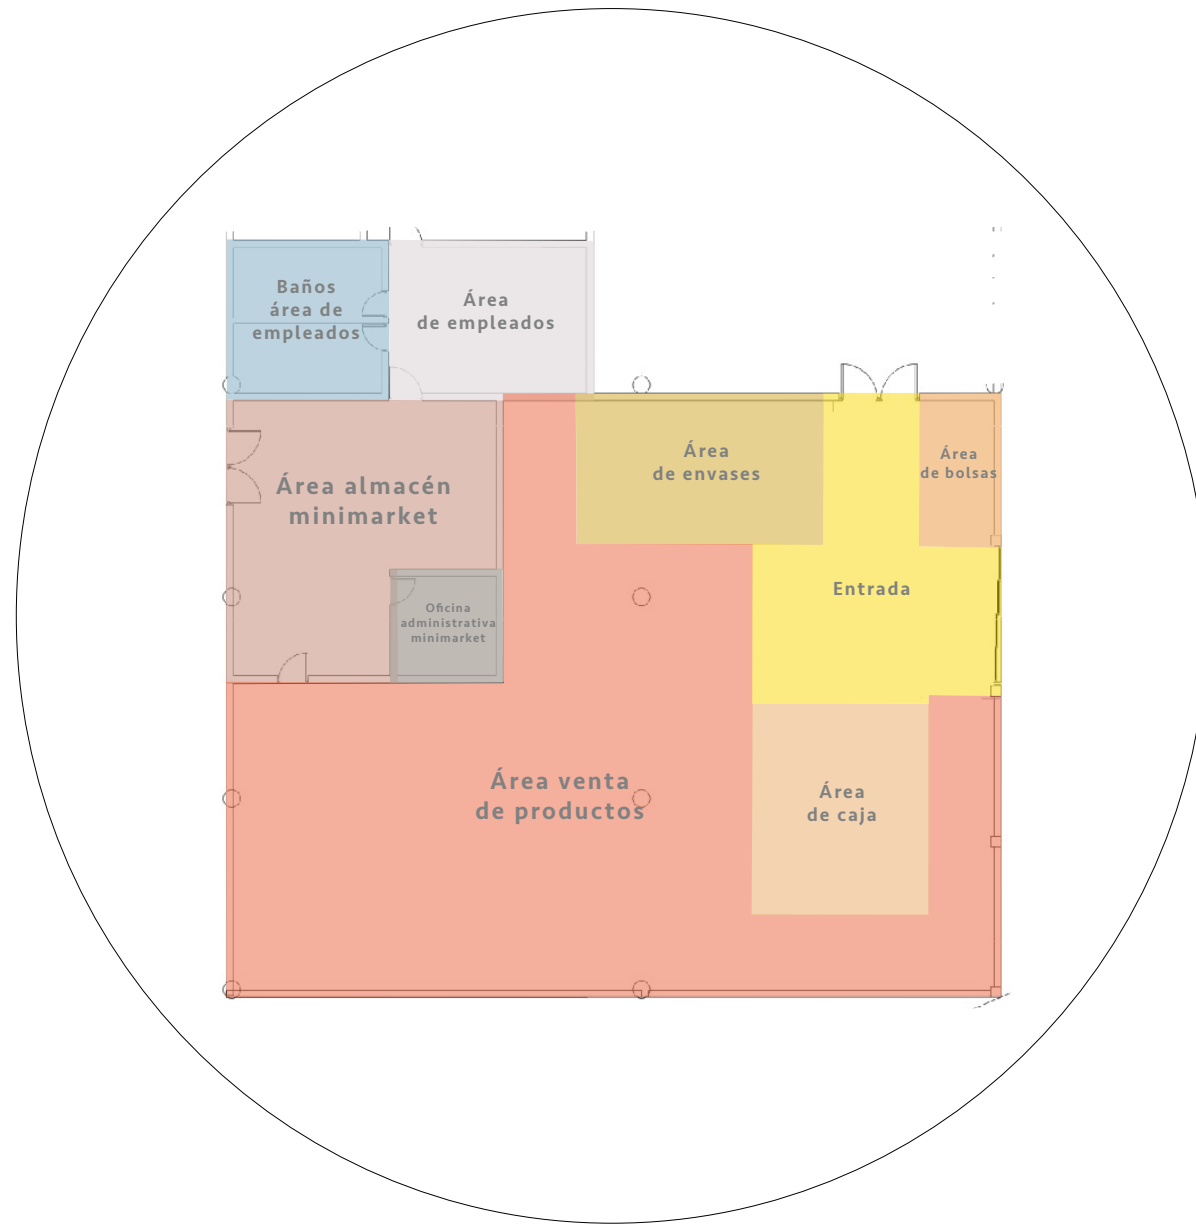 Baños
área de
empleados
Área
de empleados
Área
de envases
Área
de bolsas
Área almacén
minimarket
Entrada
Oficina
administrativa
minimarket
Área venta
de productos
Área
de caja